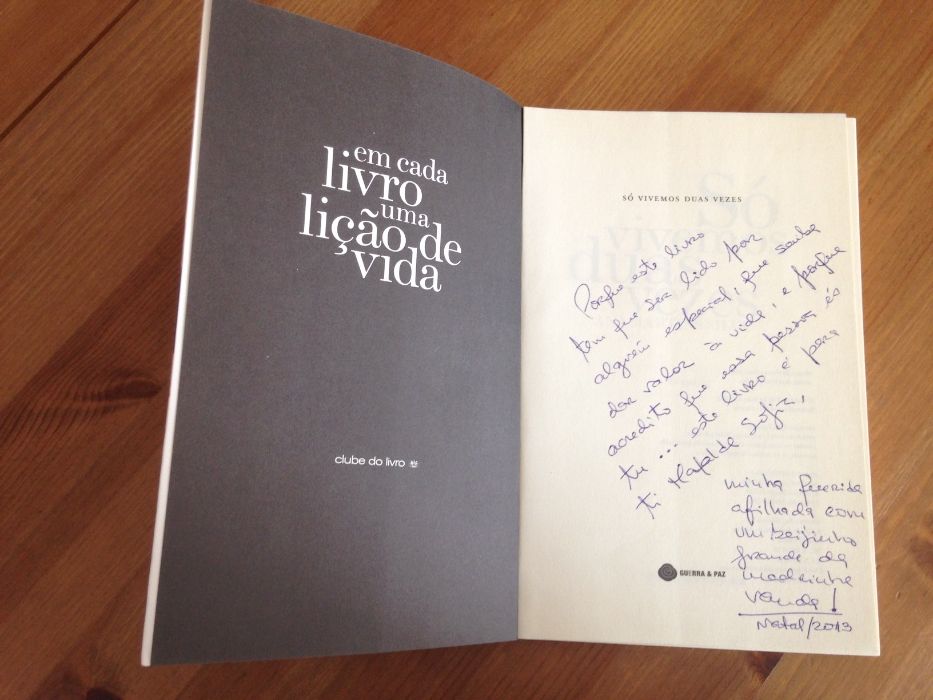 em cada
livro
uma
lição de
vida
clube do livro
SÓ VIVEMOS DUAS VEZES
Porque este livro
tem que ser lido por
alguém especial, que saiba
dar valor à vida, e porque
acredito que essa pessoa és
tu ... este livro é para
ti Mafalda Sofia,
minha querida
afilhada com
um beijinho
grande da
madrinha
Vanda!
Natal/2013
GUERRA & PAZ